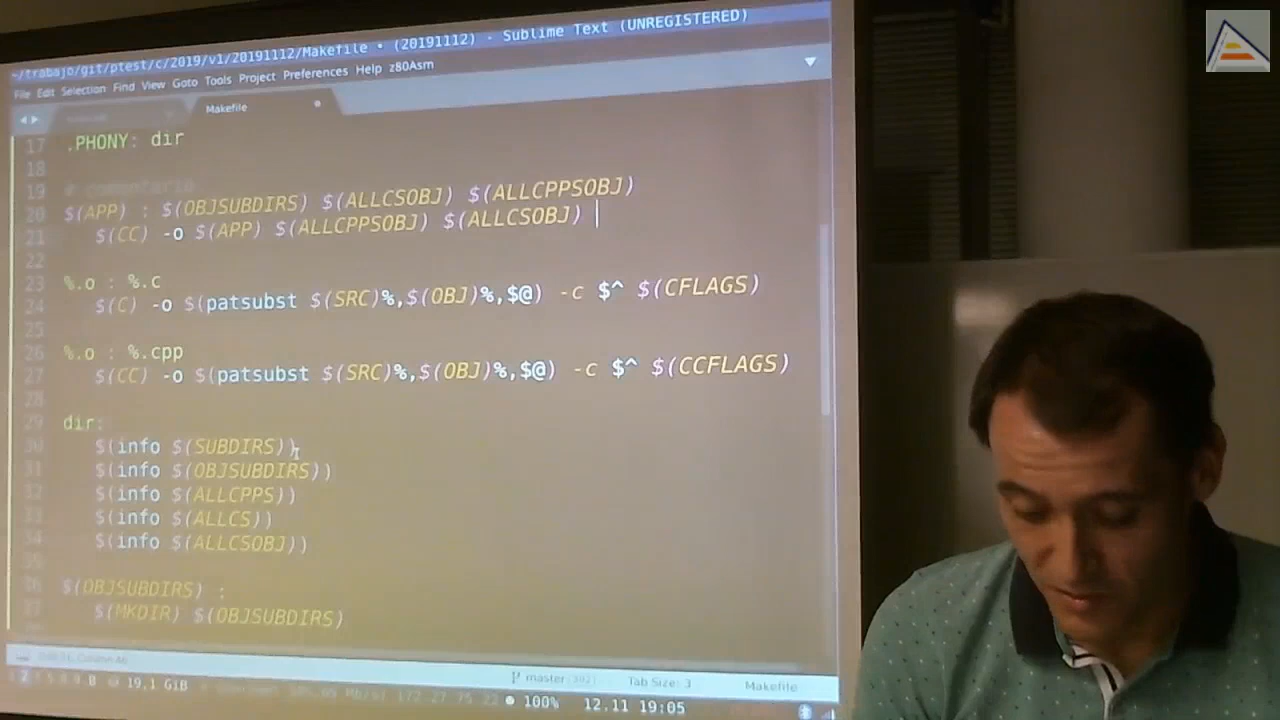 ~/trabajo/git/ptest/c/2019/v1/20191112/Makefile • (20191112) - Sublime Text (UNREGISTERED)
File Edit Selection Find View Goto Tools Project Preferences Help z80Asm
Makefile
17 .PHONY: dir
18
19 # comentario
20 $(APP) : $(OBJSUBDIRS) $(ALLCSOBJ) $(ALLCPPSOBJ)
21 $(CC) -o $(APP) $(ALLCPPSOBJ) $(ALLCSOBJ)
22
23 %.o : %.c
24 $(C) -o $(patsubst $(SRC)%,$(OBJ)%,$@) -c $^ $(CFLAGS)
25
26 %.o : %.cpp
27 $(CC) -o $(patsubst $(SRC)%,$(OBJ)%,$@) -c $^ $(CCFLAGS)
28
29 dir:
30 $(info $(SUBDIRS))
31 $(info $(OBJSUBDIRS))
32 $(info $(ALLCPPS))
33 $(info $(ALLCS))
34 $(info $(ALLCSOBJ))
35
36 $(OBJSUBDIRS) :
37 $(MKDIR) $(OBJSUBDIRS)
master Tab Size: 3 Makefile
19,1 GiB 100% 12.11 19:05